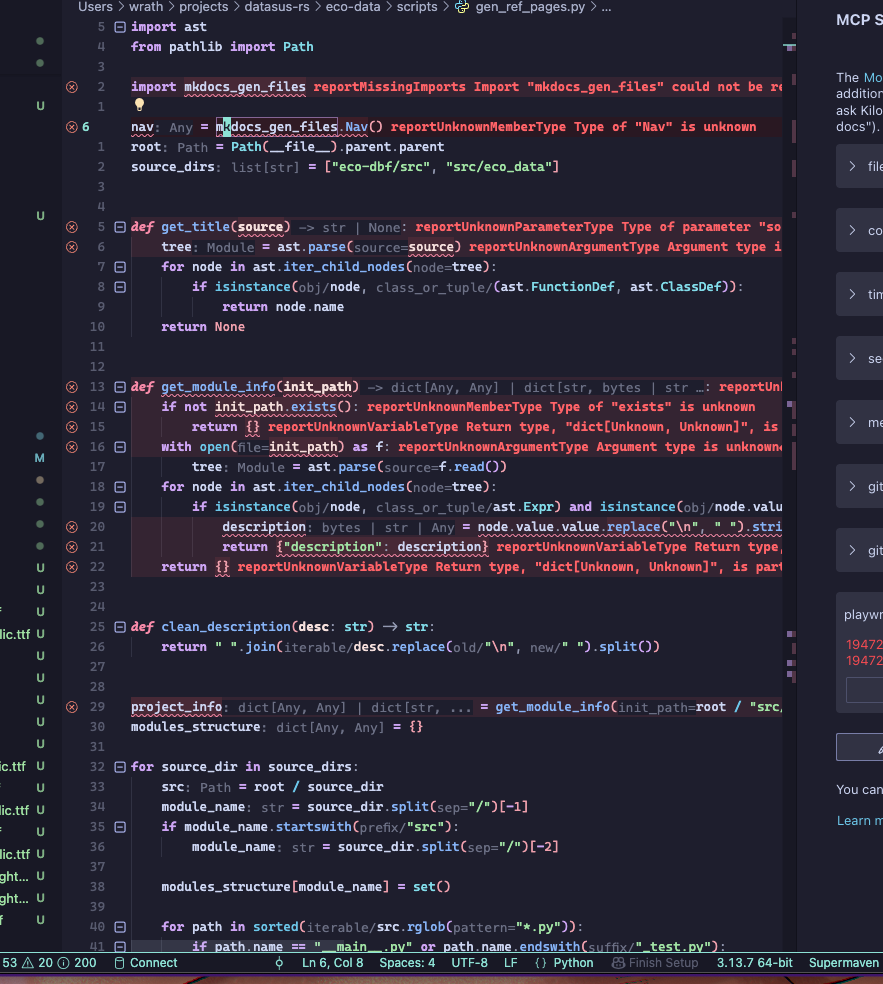 Users > wrath > projects > datasus-rs > eco-data > scripts > gen_ref_pages.py > ...
MCP S
5 import ast
4 from pathlib import Path
3
2 import mkdocs_gen_files reportMissingImports Import "mkdocs_gen_files" could not be re
1
6 nav: Any = mkdocs_gen_files.Nav() reportUnknownMemberType Type of "Nav" is unknown
1 root: Path = Path(__file__).parent.parent
2 source_dirs: list[str] = ["eco-dbf/src", "src/eco_data"]
3
4
5 def get_title(source) -> str | None: reportUnknownParameterType Type of parameter "so
6 tree: Module = ast.parse(source=source) reportUnknownArgumentType Argument type i
7 for node in ast.iter_child_nodes(node=tree):
8 if isinstance(obj/node, class_or_tuple/(ast.FunctionDef, ast.ClassDef)):
9 return node.name
10 return None
11
12
13 def get_module_info(init_path) -> dict[Any, Any] | dict[str, bytes | str …: reportUn
14 if not init_path.exists(): reportUnknownMemberType Type of "exists" is unknown
15 return {} reportUnknownVariableType Return type, "dict[Unknown, Unknown]", is
16 with open(file=init_path) as f: reportUnknownArgumentType Argument type is unknown
17 tree: Module = ast.parse(source=f.read())
18 for node in ast.iter_child_nodes(node=tree):
19 if isinstance(obj/node, class_or_tuple/ast.Expr) and isinstance(obj/node.valu
20 description: bytes | str | Any = node.value.value.replace("\n", " ").stri
21 return {"description": description} reportUnknownVariableType Return type,
22 return {} reportUnknownVariableType Return type, "dict[Unknown, Unknown]", is part
23
24
25 def clean_description(desc: str) -> str:
26 return " ".join(iterable/desc.replace(old/"\n", new/" ").split())
27
28
29 project_info: dict[Any, Any] | dict[str, ... = get_module_info(init_path=root / "src,
30 modules_structure: dict[Any, Any] = {}
31
32 for source_dir in source_dirs:
33 src: Path = root / source_dir
34 module_name: str = source_dir.split(sep="/")[-1]
35 if module_name.startswith(prefix/"src"):
36 module_name: str = source_dir.split(sep="/")[-2]
37
38 modules_structure[module_name] = set()
39
40 for path in sorted(iterable/src.rglob(pattern="*.py")):
41 if path.name == "__main__.py" or path.name.endswith(suffix/"_test.py"):
U
U
M
U
U
f U
lic.ttf U
U
U
U
U
U
c.ttf U
f U
lic.ttf U
f U
lic.ttf U
ght... U
ght... U
f U
The Mo
addition
ask Kilo
docs").
> file
> co
> tim
> se
> me
> git
> git
playwr
19472
19472
You can
Learn m
53 20 200 Connect Ln 6, Col 8 Spaces: 4 UTF-8 LF {} Python Finish Setup 3.13.7 64-bit Supermaven